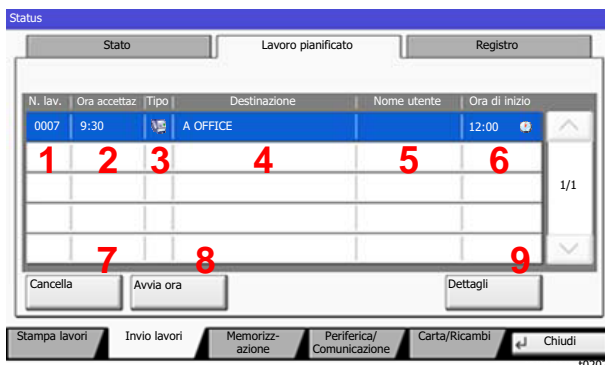 Status
Stato Lavoro pianificato Registro
N. lav. Ora accettaz Tipo Destinazione Nome utente Ora di inizio
0007 9:30 A OFFICE 12:00
1 2 3 4 5 6
1/1
7 8 9
Cancella Avvia ora Dettagli
Stampa lavori Invio lavori Memorizz-
azione Periferica/
Comunicazione Carta/Ricambi Chiudi